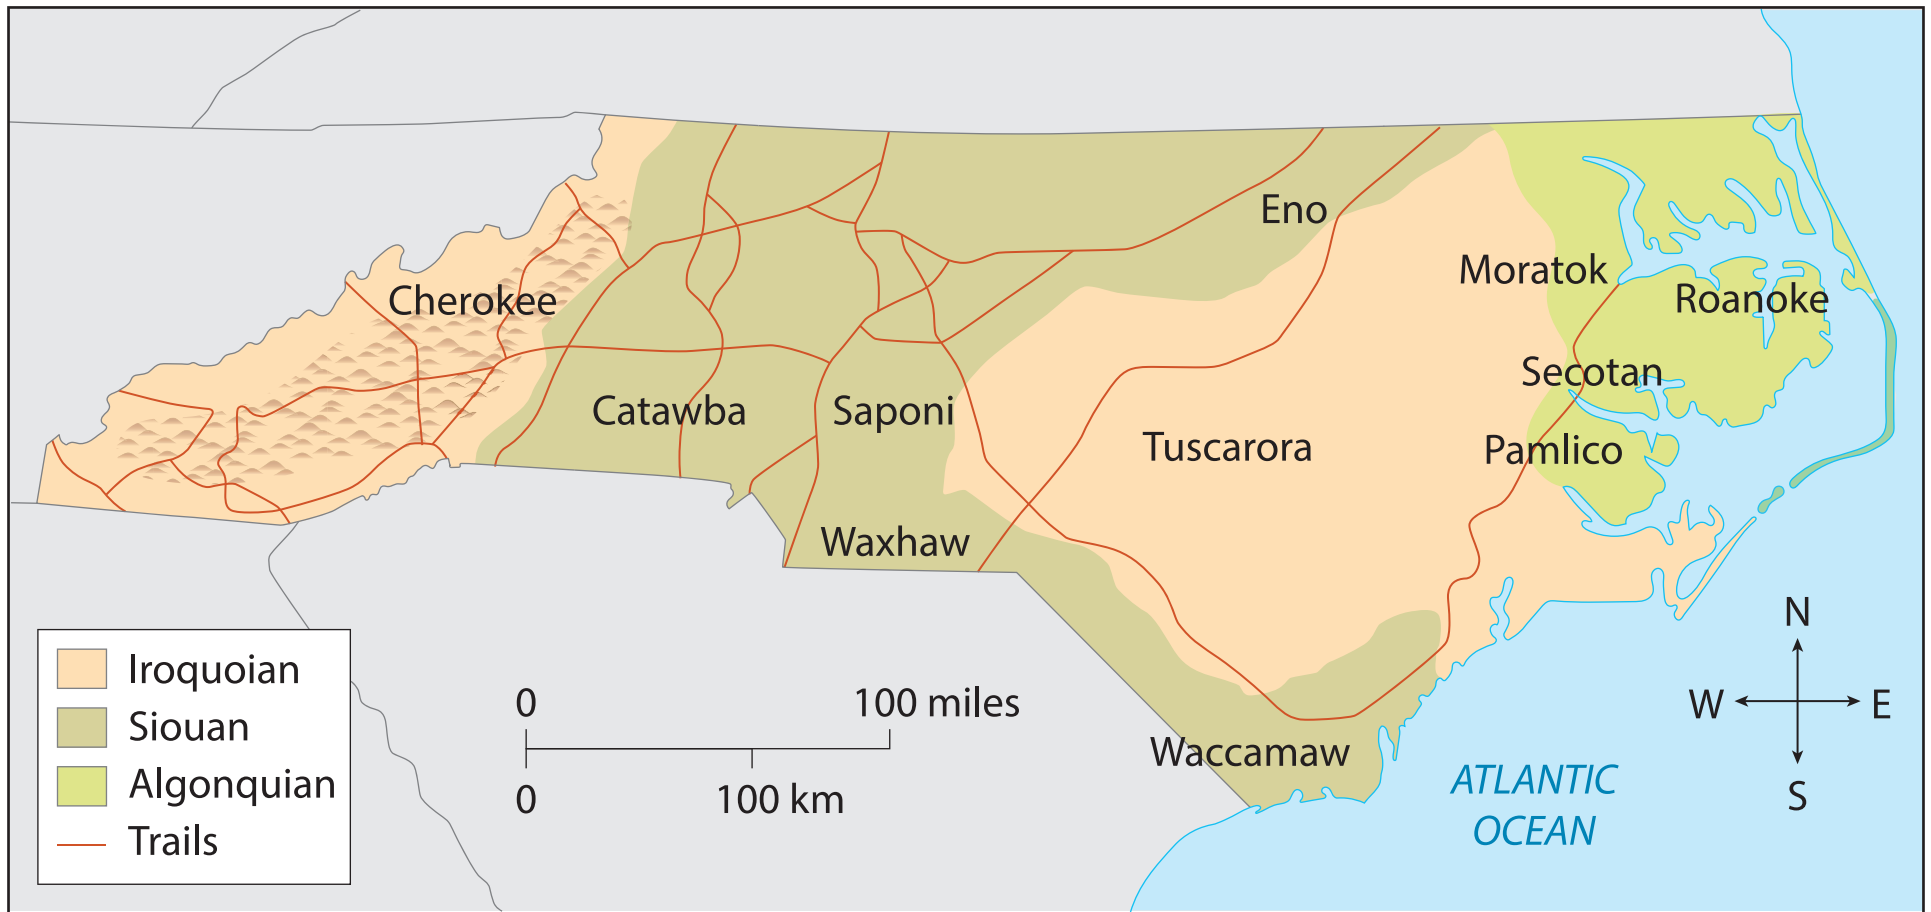 Eno
Moratok
Roanoke
Cherokee
Secotan
Catawba
Saponi
Tuscarora
Pamlico
Waxhaw
Waccamaw
ATLANTIC
OCEAN
N
W
E
S
Iroquoian
Siouan
Algonquian
Trails
0
100 miles
0
100 km